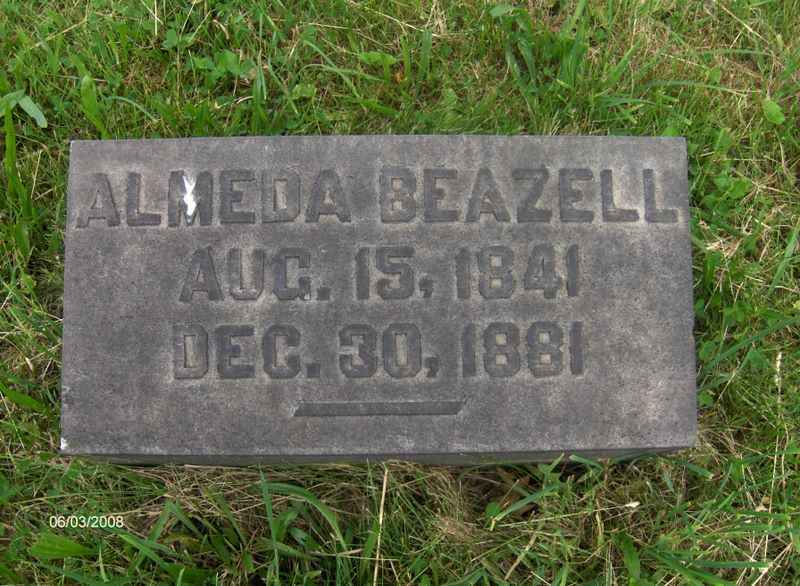 ALMEDA BEAZELL
AUG. 15, 1841
DEC. 30, 1881
06/03/2008